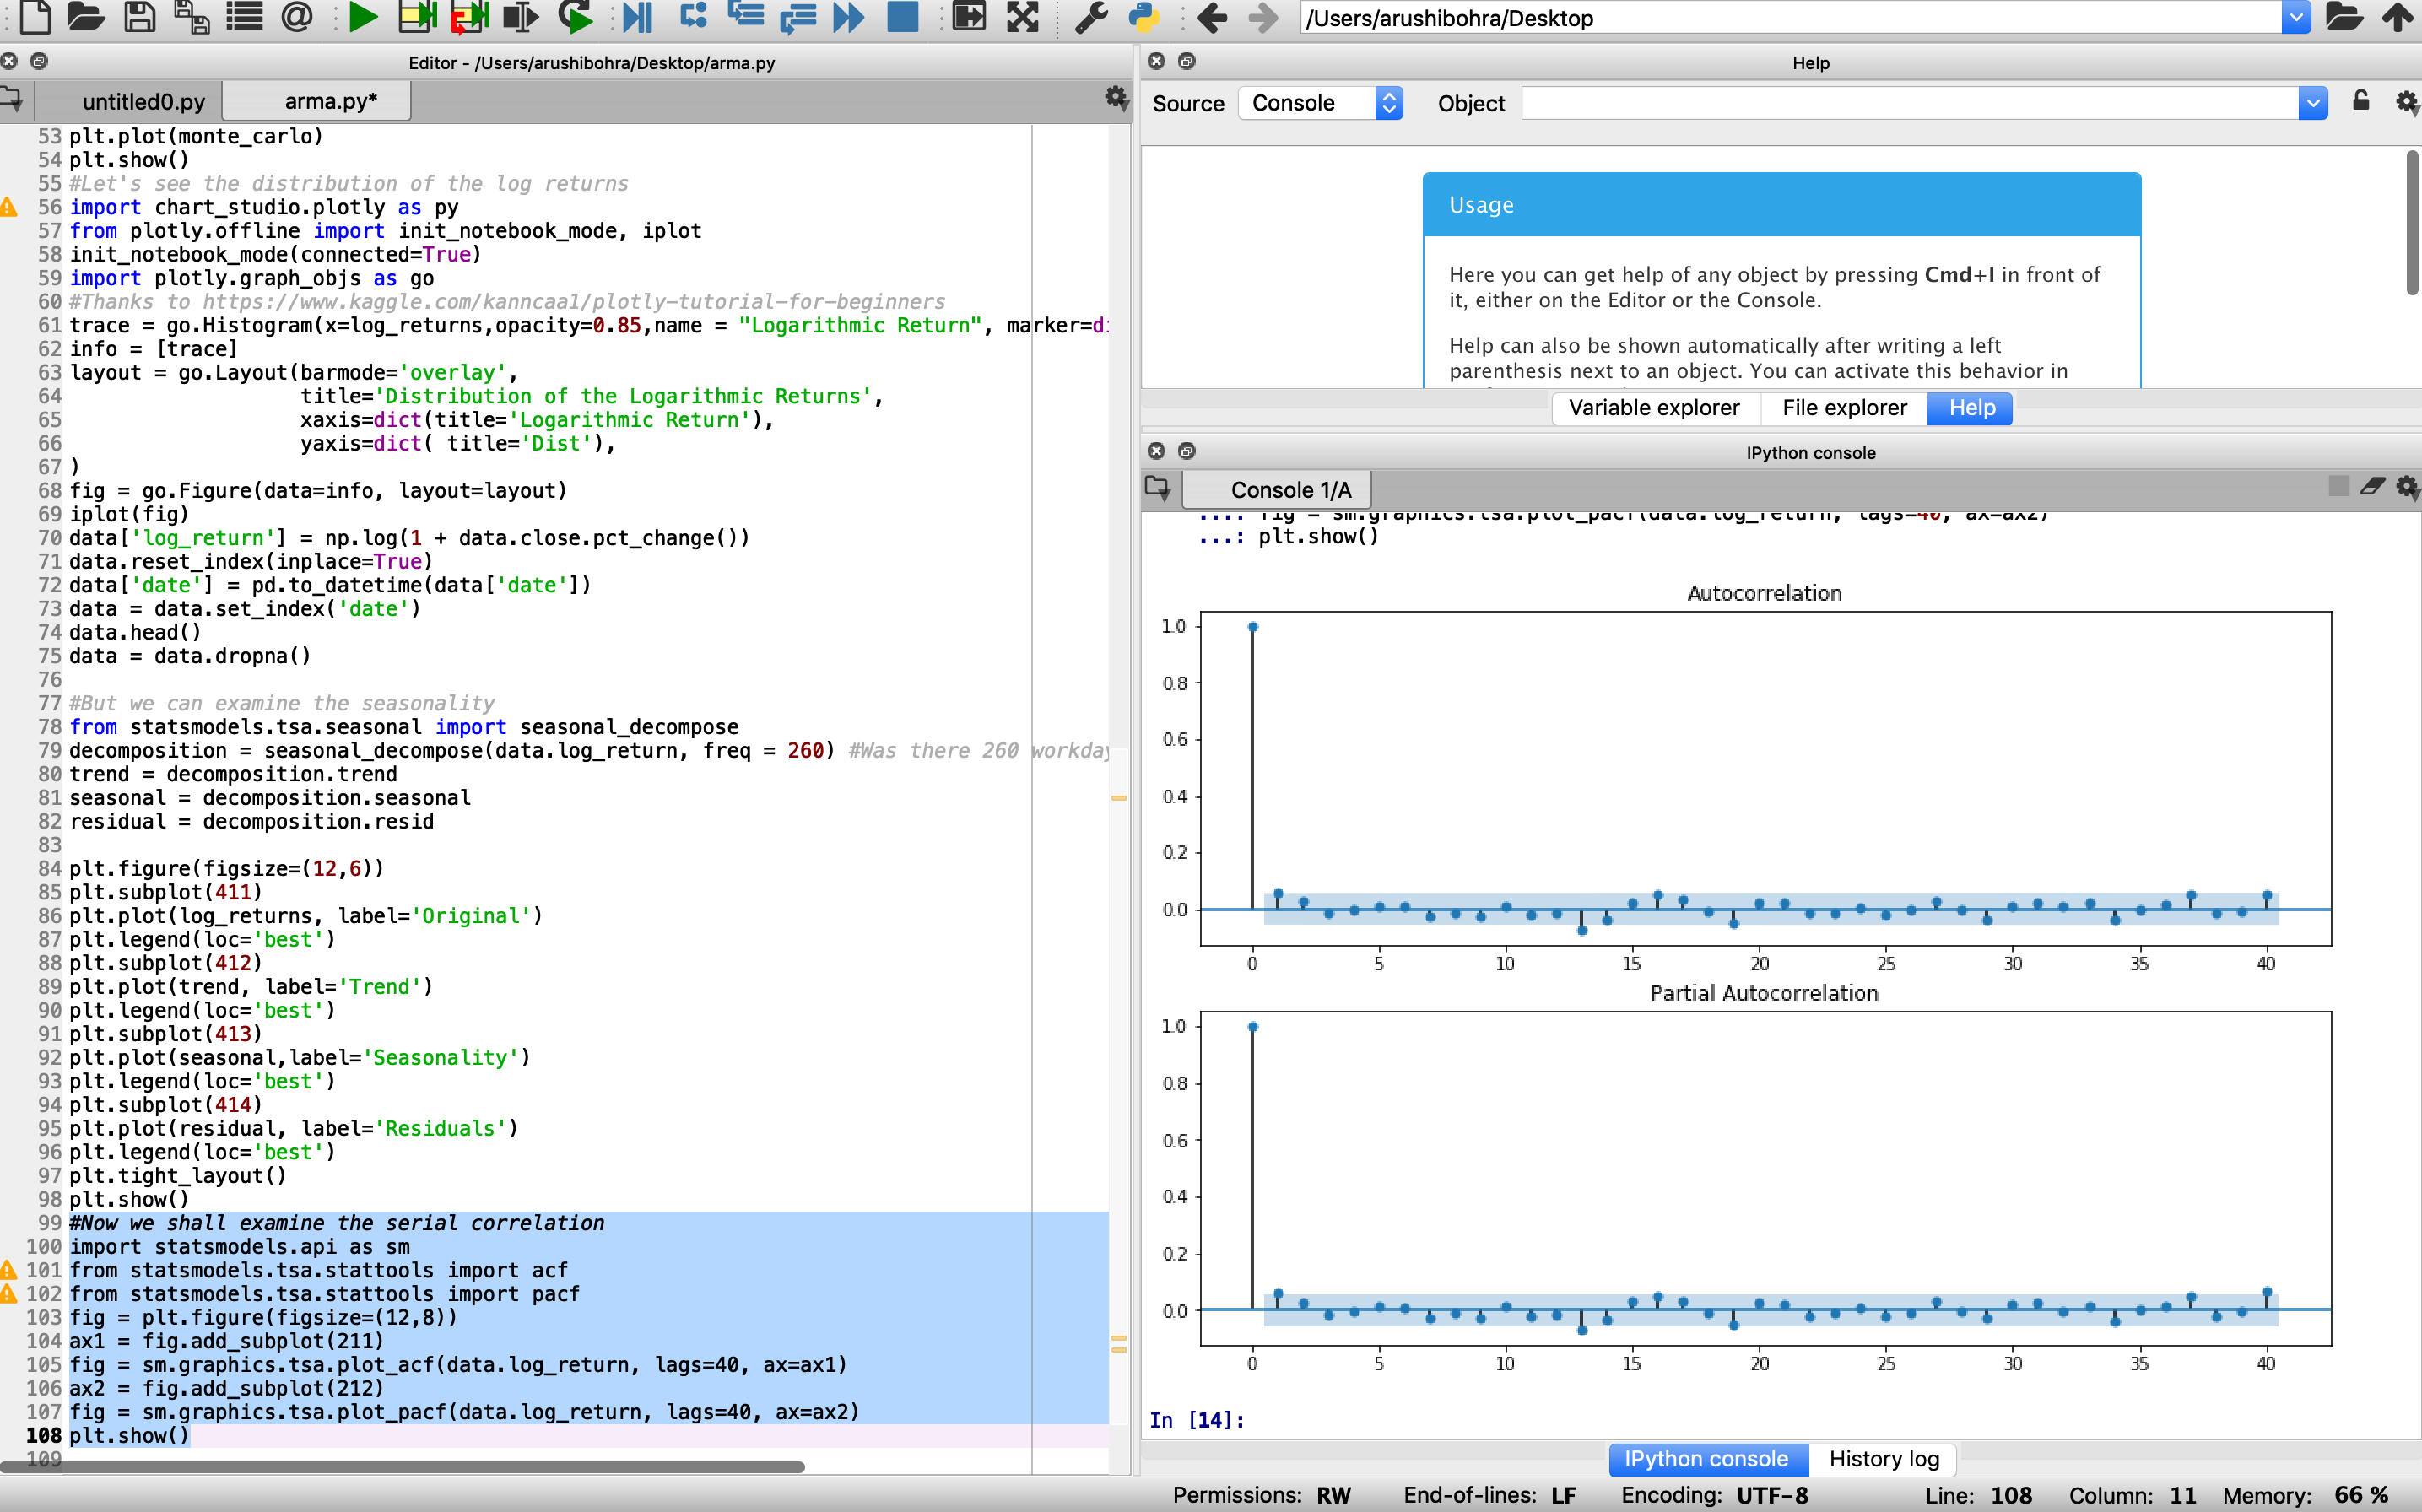 /Users/arushibohra/Desktop
Editor - /Users/arushibohra/Desktop/arma.py
untitled0.py
arma.py*
53 plt.plot(monte_carlo)
54 plt.show()
55 #Let's see the distribution of the log returns
56 import chart_studio.plotly as py
57 from plotly.offline import init_notebook_mode, iplot
58 init_notebook_mode(connected=True)
59 import plotly.graph_objs as go
60 #Thanks to https://www.kaggle.com/kanncaa1/plotly-tutorial-for-beginners
61 trace = go.Histogram(x=log_returns,opacity=0.85,name = "Logarithmic Return", marker=di
62 info = [trace]
63 layout = go.Layout(barmode='overlay',
64 title='Distribution of the Logarithmic Returns',
65 xaxis=dict(title='Logarithmic Return'),
66 yaxis=dict( title='Dist'),
67 )
68 fig = go.Figure(data=info, layout=layout)
69 iplot(fig)
70 data['log_return'] = np.log(1 + data.close.pct_change())
71 data.reset_index(inplace=True)
72 data['date'] = pd.to_datetime(data['date'])
73 data = data.set_index('date')
74 data.head()
75 data = data.dropna()
76
77 #But we can examine the seasonality
78 from statsmodels.tsa.seasonal import seasonal_decompose
79 decomposition = seasonal_decompose(data.log_return, freq = 260) #Was there 260 workday
80 trend = decomposition.trend
81 seasonal = decomposition.seasonal
82 residual = decomposition.resid
83
84 plt.figure(figsize=(12,6))
85 plt.subplot(411)
86 plt.plot(log_returns, label='Original')
87 plt.legend(loc='best')
88 plt.subplot(412)
89 plt.plot(trend, label='Trend')
90 plt.legend(loc='best')
91 plt.subplot(413)
92 plt.plot(seasonal,label='Seasonality')
93 plt.legend(loc='best')
94 plt.subplot(414)
95 plt.plot(residual, label='Residuals')
96 plt.legend(loc='best')
97 plt.tight_layout()
98 plt.show()
99 #Now we shall examine the serial correlation
100 import statsmodels.api as sm
101 from statsmodels.tsa.stattools import acf
102 from statsmodels.tsa.stattools import pacf
103 fig = plt.figure(figsize=(12,8))
104 ax1 = fig.add_subplot(211)
105 fig = sm.graphics.tsa.plot_acf(data.log_return, lags=40, ax=ax1)
106 ax2 = fig.add_subplot(212)
107 fig = sm.graphics.tsa.plot_pacf(data.log_return, lags=40, ax=ax2)
108 plt.show()
109
Help
Source Console Object
Usage
Here you can get help of any object by pressing Cmd+I in front of
it, either on the Editor or the Console.
Help can also be shown automatically after writing a left
parenthesis next to an object. You can activate this behavior in
Variable explorer File explorer Help
IPython console
Console 1/A
...: fig = sm.graphics.tsa.plot_pacf(data.log_return, lags=40, ax=ax2)
...: plt.show()
Autocorrelation
1.0
0.8
0.6
0.4
0.2
0.0
0 5 10 15 20 25 30 35 40
Partial Autocorrelation
1.0
0.8
0.6
0.4
0.2
0.0
0 5 10 15 20 25 30 35 40
In [14]:
IPython console History log
Permissions: RW End-of-lines: LF Encoding: UTF-8 Line: 108 Column: 11 Memory: 66 %